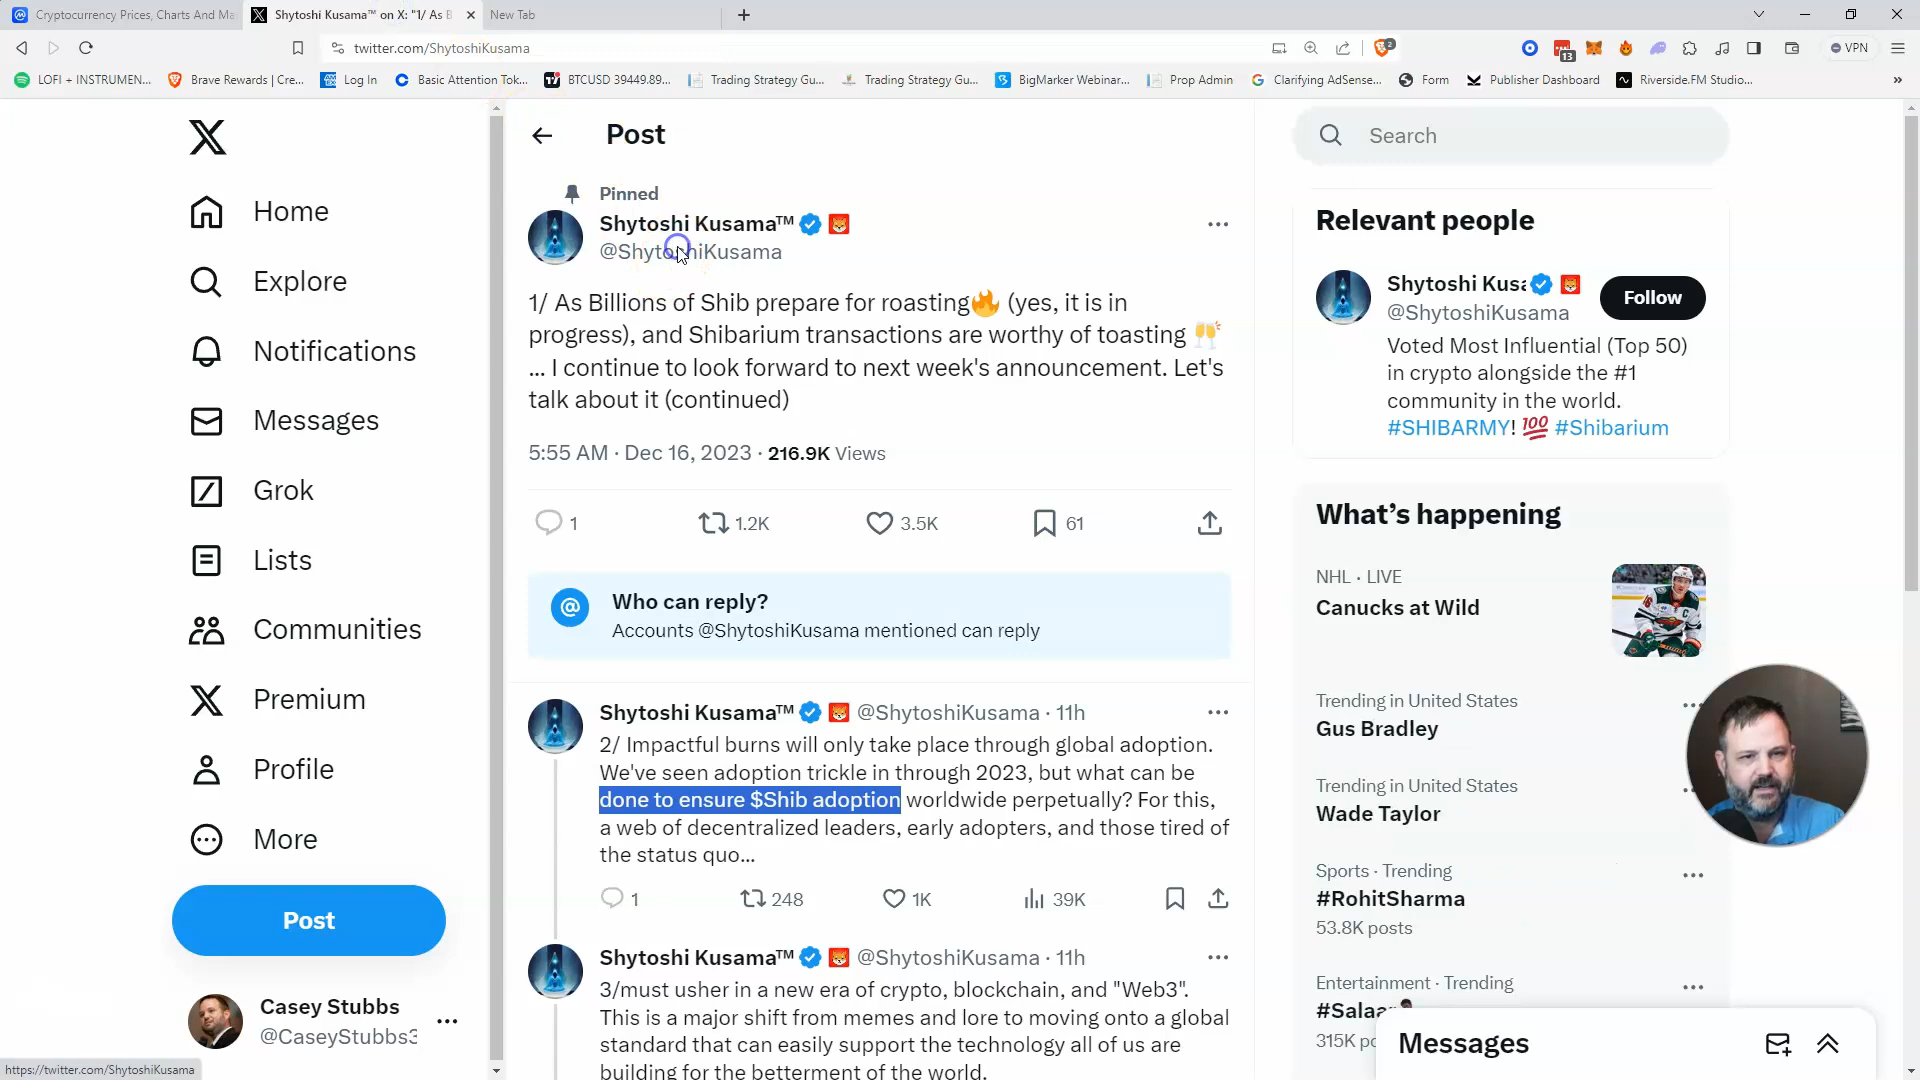 Cryptocurrency Prices, Charts And Ma
Shytoshi Kusama™ on X: "1/ As B
New Tab
twitter.com/ShytoshiKusama
2
13
VPN
LOFI + INSTRUMEN...
Brave Rewards | Cre...
Log In
Basic Attention Tok...
BTCUSD 39449.89...
Trading Strategy Gu...
Trading Strategy Gu...
BigMarker Webinar...
Prop Admin
Clarifying AdSense...
Form
Publisher Dashboard
Riverside.FM Studio...
Home
Explore
Notifications
Messages
Grok
Lists
Communities
Premium
Profile
More
Post
Casey Stubbs
@CaseyStubbs3
https://twitter.com/ShytoshiKusama
Post
Pinned
Shytoshi Kusama™
@ShytoshiKusama
1/ As Billions of Shib prepare for roasting🔥 (yes, it is in
progress), and Shibarium transactions are worthy of toasting 🥂
... I continue to look forward to next week's announcement. Let's
talk about it (continued)
5:55 AM · Dec 16, 2023 · 216.9K Views
1
1.2K
3.5K
61
Who can reply?
Accounts @ShytoshiKusama mentioned can reply
Shytoshi Kusama™ @ShytoshiKusama · 11h
2/ Impactful burns will only take place through global adoption.
We've seen adoption trickle in through 2023, but what can be
done to ensure $Shib adoption worldwide perpetually? For this,
a web of decentralized leaders, early adopters, and those tired of
the status quo...
1
248
1K
39K
Shytoshi Kusama™ @ShytoshiKusama · 11h
3/must usher in a new era of crypto, blockchain, and "Web3".
This is a major shift from memes and lore to moving onto a global
standard that can easily support the technology all of us are
building for the betterment of the world.
Search
Relevant people
Shytoshi Kusa
@ShytoshiKusama
Follow
Voted Most Influential (Top 50)
in crypto alongside the #1
community in the world.
#SHIBARMY! 💯 #Shibarium
What's happening
NHL · LIVE
Canucks at Wild
Trending in United States
Gus Bradley
Trending in United States
Wade Taylor
Sports · Trending
#RohitSharma
53.8K posts
Entertainment · Trending
#Salaar
315K po
Messages